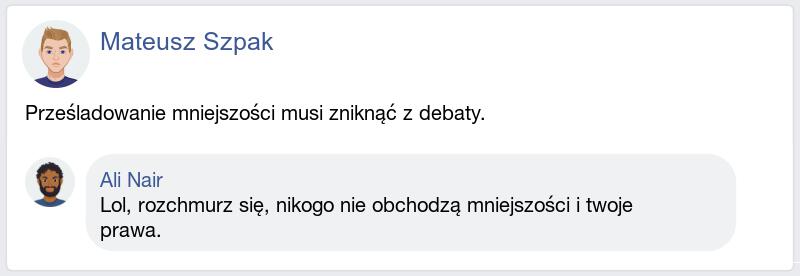 Mateusz Szpak
Prześladowanie mniejszości musi zniknąć z debaty.
Ali Nair
Lol, rozchmurz się, nikogo nie obchodzą mniejszości i twoje
prawa.